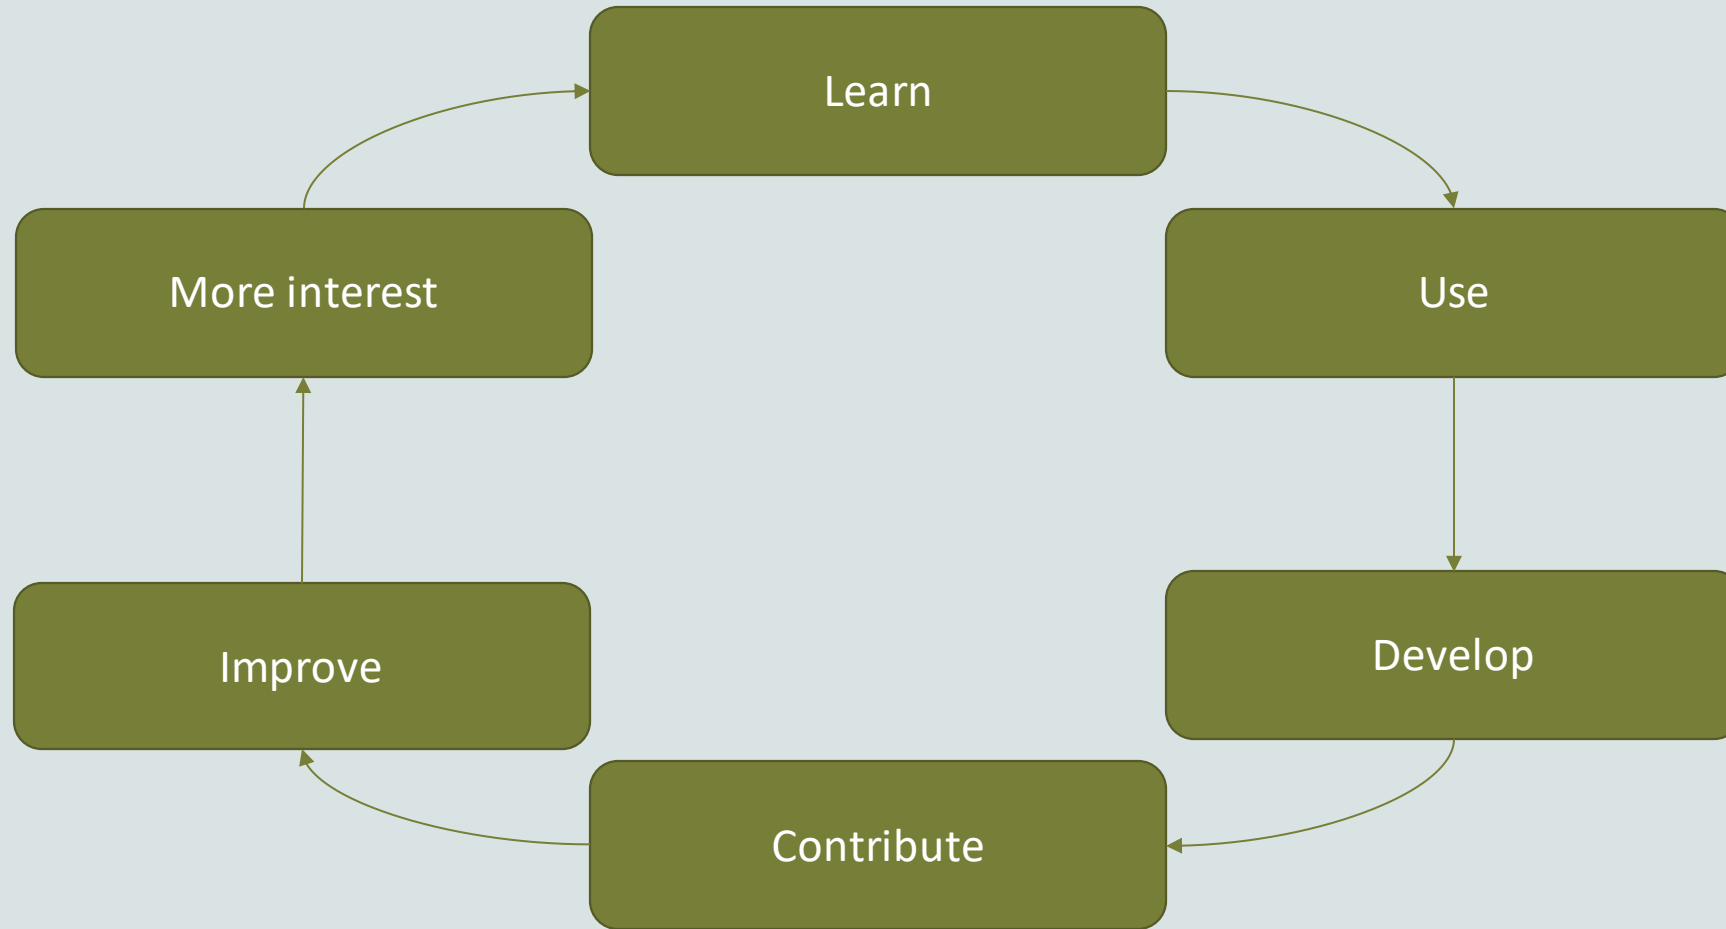 Learn
Use
Develop
Contribute
Improve
More interest